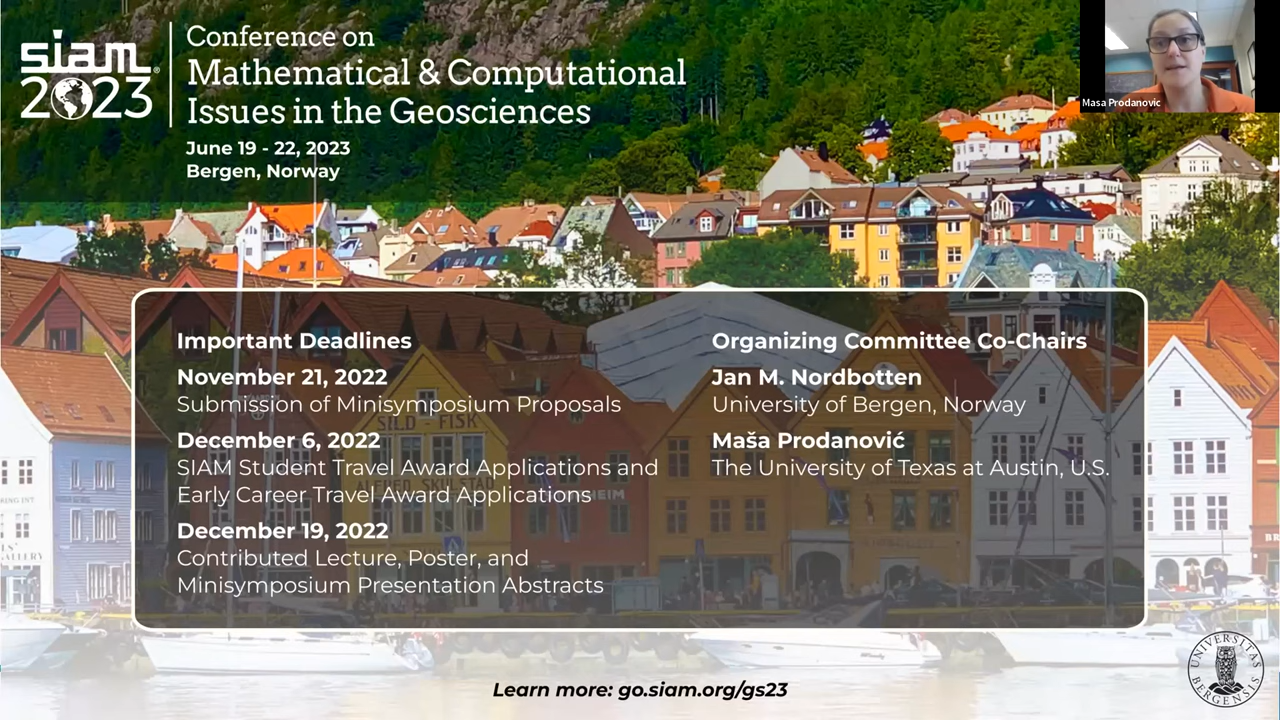 siam
2023
Conference on
Mathematical & Computational
Issues in the Geosciences
June 19 - 22, 2023
Bergen, Norway
Masa Prodanovic
Important Deadlines
November 21, 2022
Submission of Minisymposium Proposals
December 6, 2022
SIAM Student Travel Award Applications and
Early Career Travel Award Applications
December 19, 2022
Contributed Lecture, Poster, and
Minisymposium Presentation Abstracts
Organizing Committee Co-Chairs
Jan M. Nordbotten
University of Bergen, Norway
Maša Prodanović
The University of Texas at Austin, U.S.
SILD - FISK
Learn more: go.siam.org/gs23
UNIVERSITAS
BERGENSIS